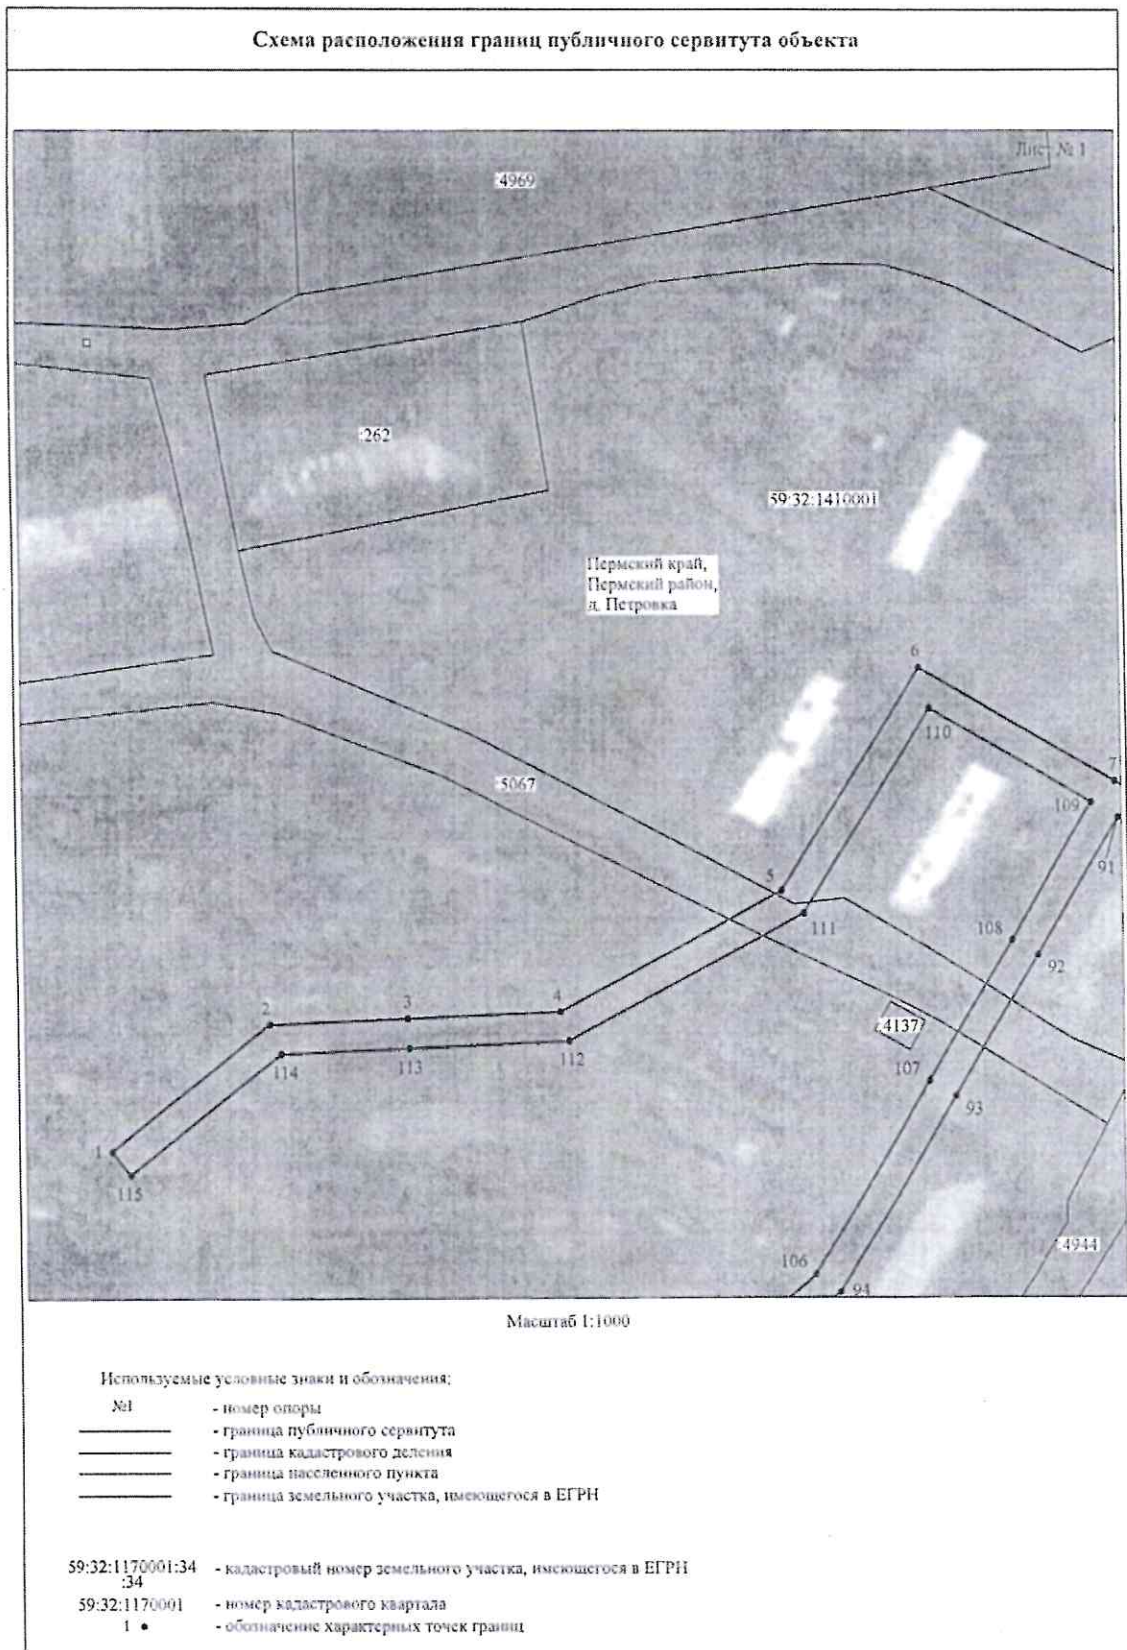 Схема расположения границ публичного сервитута объекта
Лист № 1
:4969
:262
59:32:1410001
Пермский край,
Пермский район,
д. Петровка
6
110
7
:5067
109
91
5
111
108
92
2
3
4
:4137
114
113
112
107
93
1
115
:4944
106
94
Масштаб 1:1000
Используемые условные знаки и обозначения:
№1 - номер опоры
- граница публичного сервитута
- граница кадастрового деления
- граница населенного пункта
- граница земельного участка, имеющегося в ЕГРН
59:32:1170001:34 - кадастровый номер земельного участка, имеющегося в ЕГРН
:34
59:32:1170001 - номер кадастрового квартала
1 • - обозначение характерных точек границ